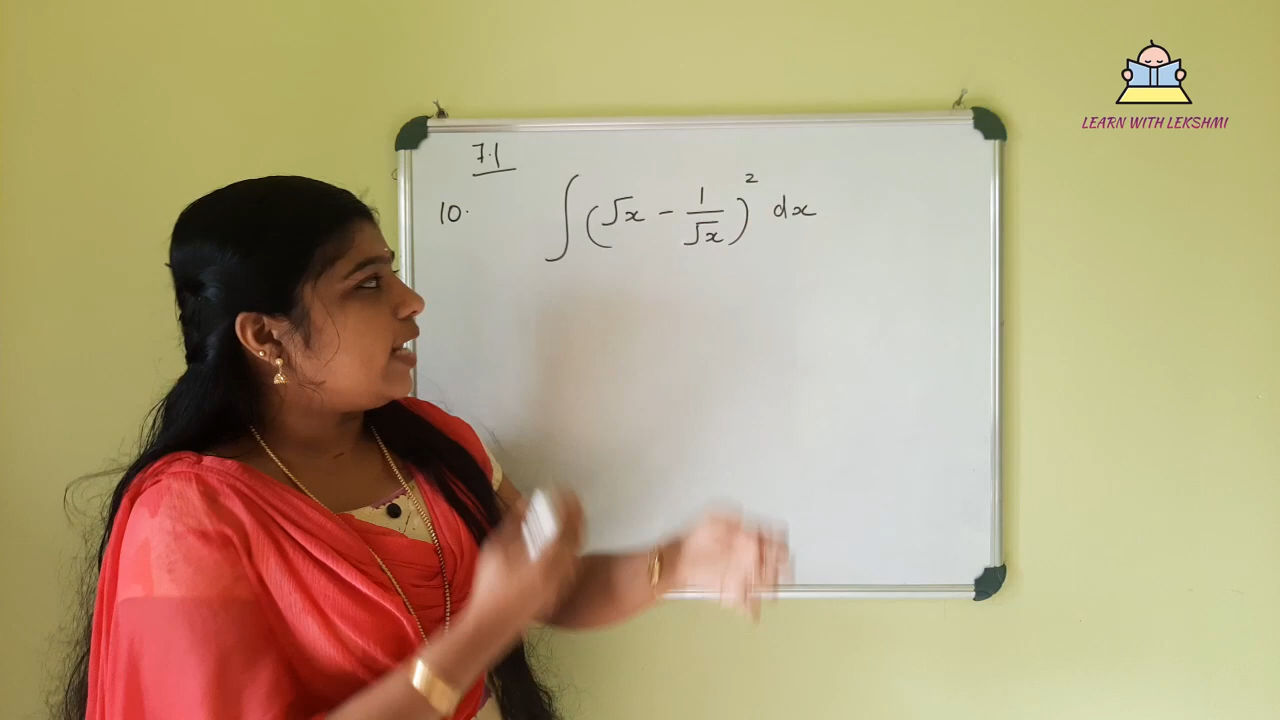 7.1
10. ∫(√x − 1/√x)² dx
LEARN WITH LEKSHMI